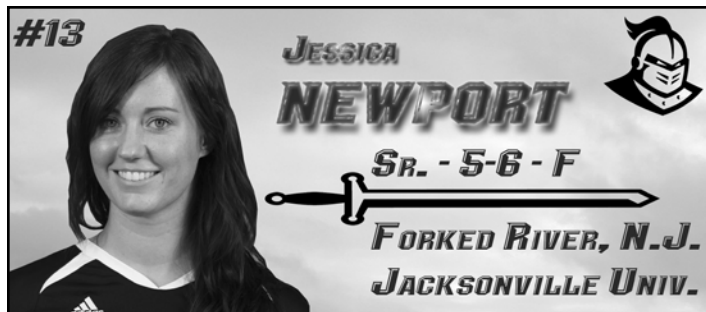 #13
JESSICA
NEWPORT
SR. - 5-6 - F
FORKED RIVER, N.J.
JACKSONVILLE UNIV.